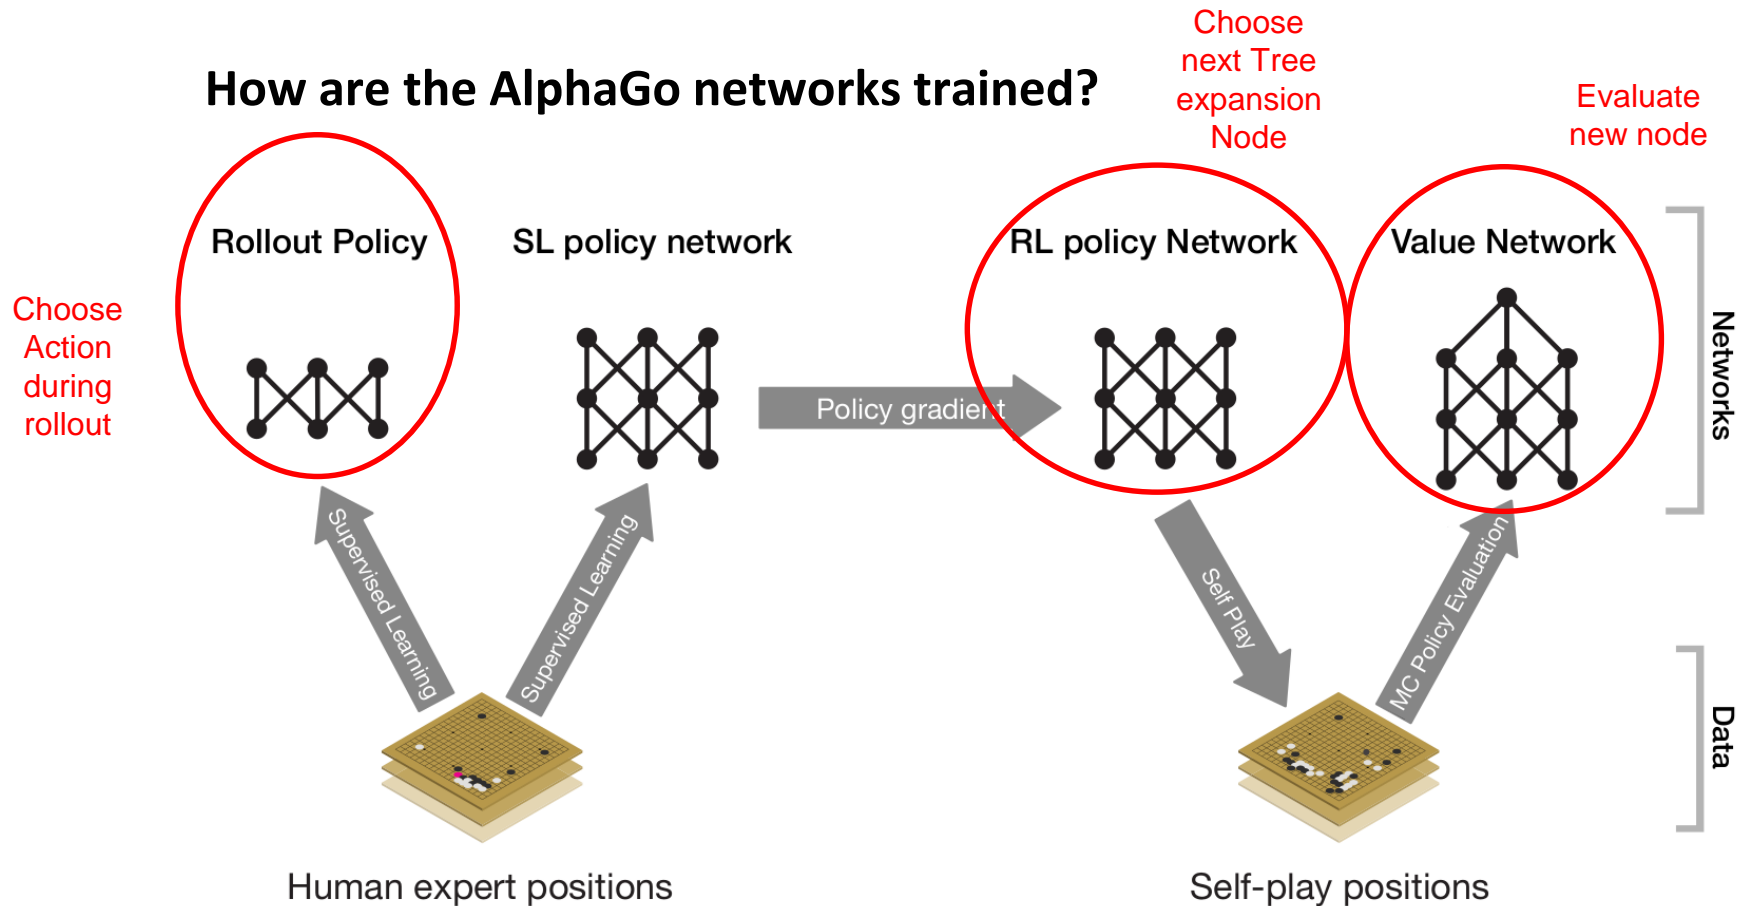 Choose
next Tree
expansion
Node
How are the AlphaGo networks trained?
Evaluate
new node
Rollout Policy
SL policy network
RL policy Network
Value Network
Choose
Action
during
rollout
Policy gradient
Networks
Supervised Learning
Supervised Learning
Self Play
MC Policy Evaluation
Data
Human expert positions
Self-play positions